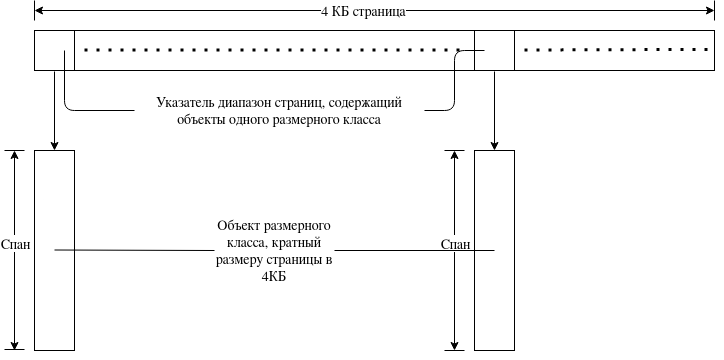 4 КБ страница
Указатель диапазон страниц, содержащий
объекты одного размерного класса
Спан
Объект размерного
класса, кратный
размеру страницы в
4КБ
Спан